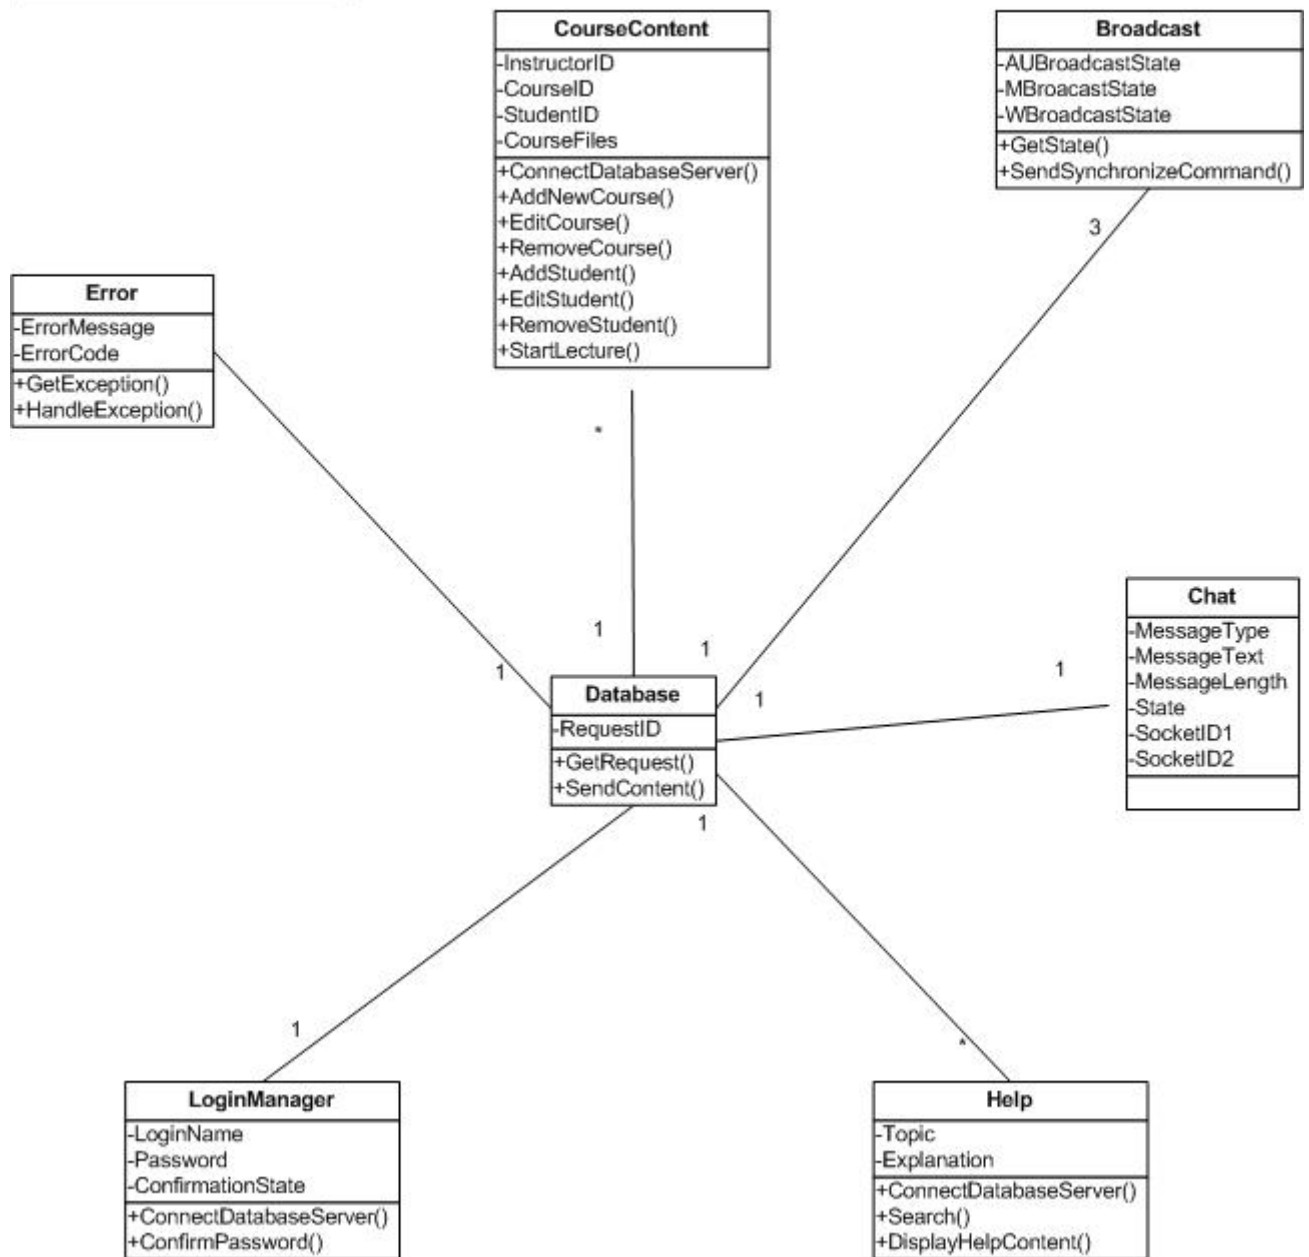 CourseContent
-InstructorID
-CourseID
-StudentID
-CourseFiles
+ConnectDatabaseServer()
+AddNewCourse()
+EditCourse()
+RemoveCourse()
+AddStudent()
+EditStudent()
+RemoveStudent()
+StartLecture()
Broadcast
-AUBroadcastState
-MBroacastState
-WBroadcastState
+GetState()
+SendSynchronizeCommand()
3
Error
-ErrorMessage
-ErrorCode
+GetException()
+HandleException()
*
1
1
1
1
1
Database
-RequestID
+GetRequest()
+SendContent()
1
Chat
-MessageType
-MessageText
-MessageLength
-State
-SocketID1
-SocketID2
1
*
LoginManager
-LoginName
-Password
-ConfirmationState
+ConnectDatabaseServer()
+ConfirmPassword()
Help
-Topic
-Explanation
+ConnectDatabaseServer()
+Search()
+DisplayHelpContent()